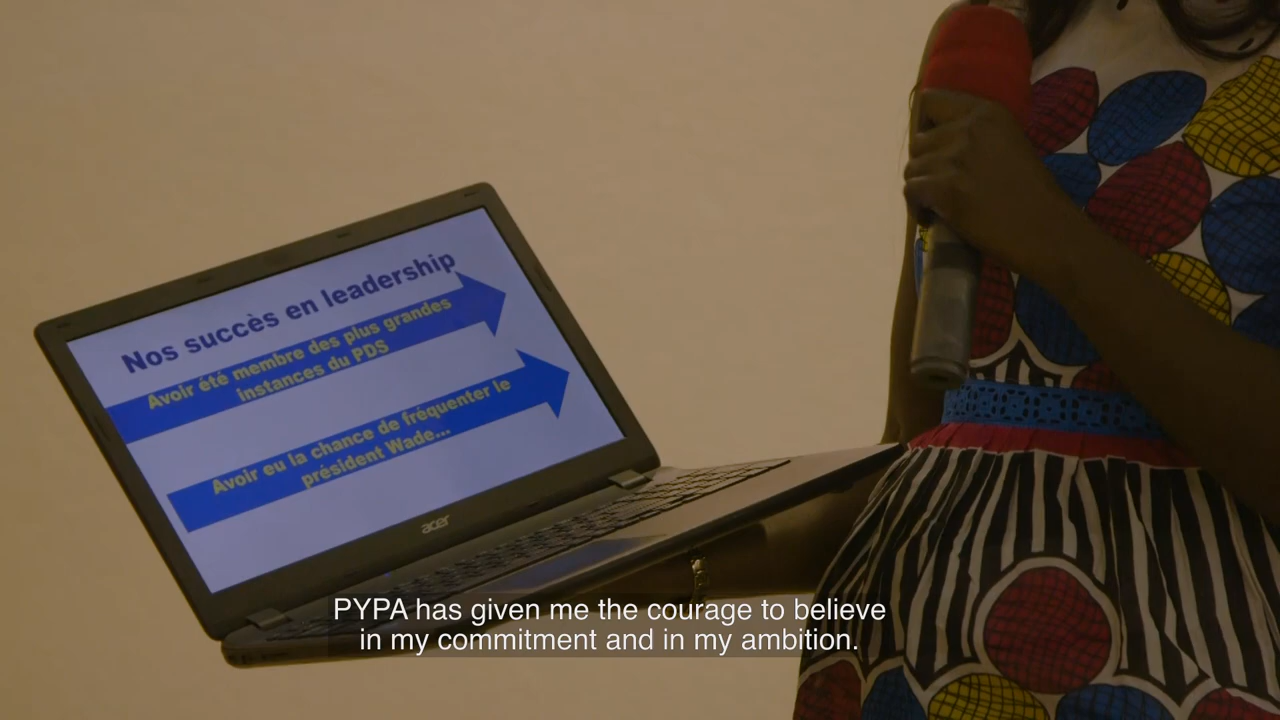 Nos succès en leadership
Avoir été membre des plus grandes
instances du PDS
Avoir eu la chance de fréquenter le
président Wade...
acer
PYPA has given me the courage to believe
in my commitment and in my ambition.